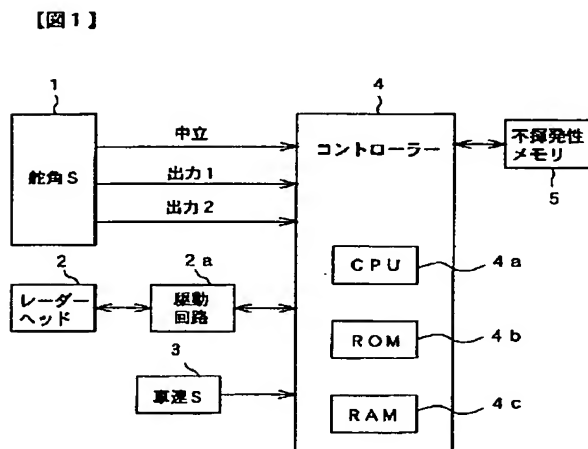 【図1】
1
舵角S
中立
出力1
出力2
4
コントローラー
不揮発性
メモリ
5
2
レーダー
ヘッド
2a
駆動
回路
3
車速S
CPU
4a
ROM
4b
RAM
4c